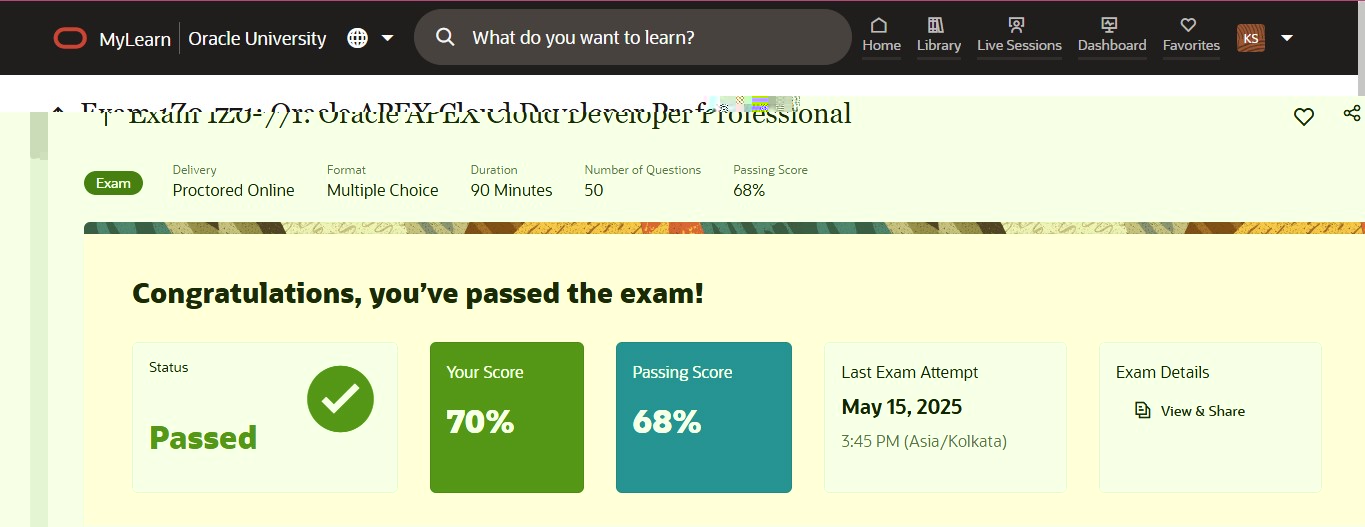 MyLearn
Oracle University
What do you want to learn?
Home
Library
Live Sessions
Dashboard
Favorites
KS
Exam 1Z0-771: Oracle APEX Cloud Developer Professional
Exam
Delivery
Proctored Online
Format
Multiple Choice
Duration
90 Minutes
Number of Questions
50
Passing Score
68%
Congratulations, you’ve passed the exam!
Status
Passed
Your Score
70%
Passing Score
68%
Last Exam Attempt
May 15, 2025
3:45 PM (Asia/Kolkata)
Exam Details
View & Share